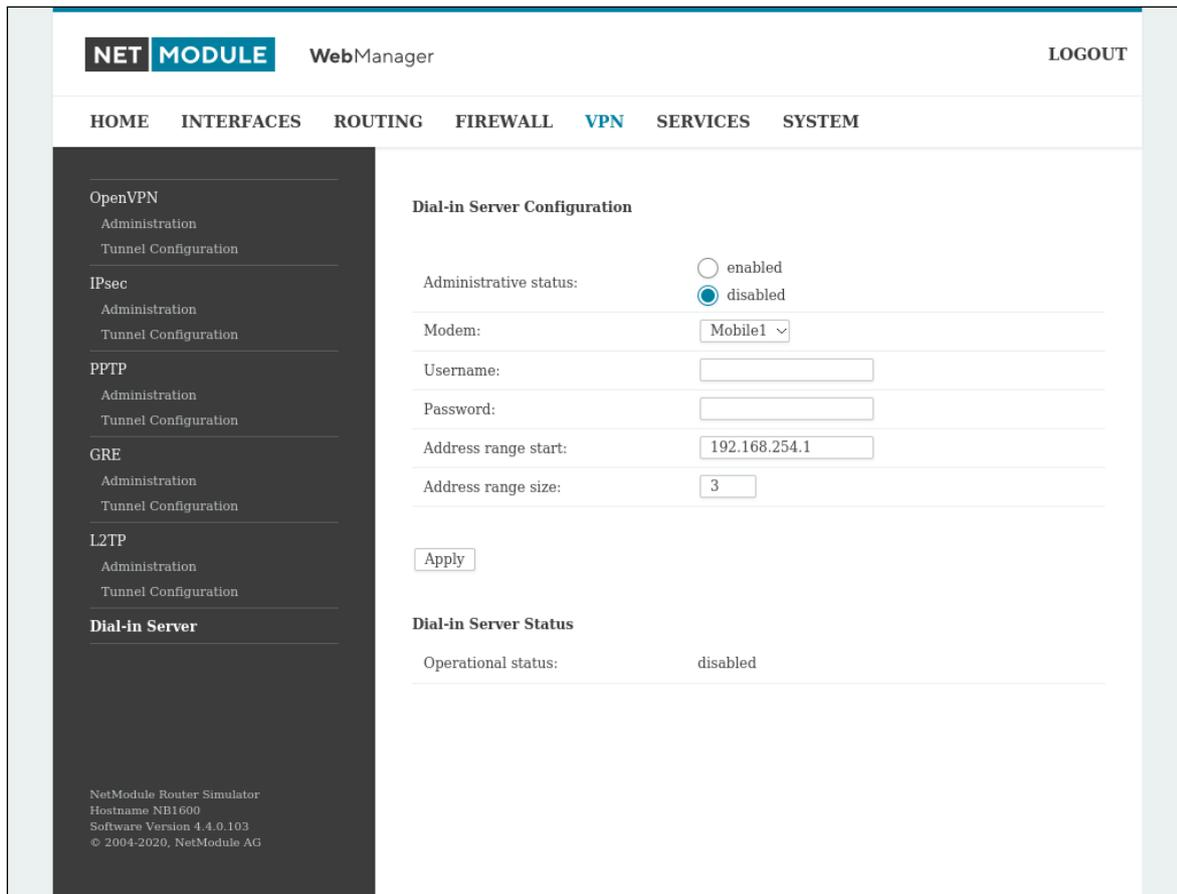 NET MODULE WebManager LOGOUT
HOME INTERFACES ROUTING FIREWALL VPN SERVICES SYSTEM
OpenVPN
Administration
Tunnel Configuration
IPsec
Administration
Tunnel Configuration
PPTP
Administration
Tunnel Configuration
GRE
Administration
Tunnel Configuration
L2TP
Administration
Tunnel Configuration
Dial-in Server
NetModule Router Simulator
Hostname NB1600
Software Version 4.4.0.103
© 2004-2020, NetModule AG
Dial-in Server Configuration
Administrative status:
enabled
disabled
Modem: Mobile1
Username:
Password:
Address range start: 192.168.254.1
Address range size: 3
Apply
Dial-in Server Status
Operational status: disabled